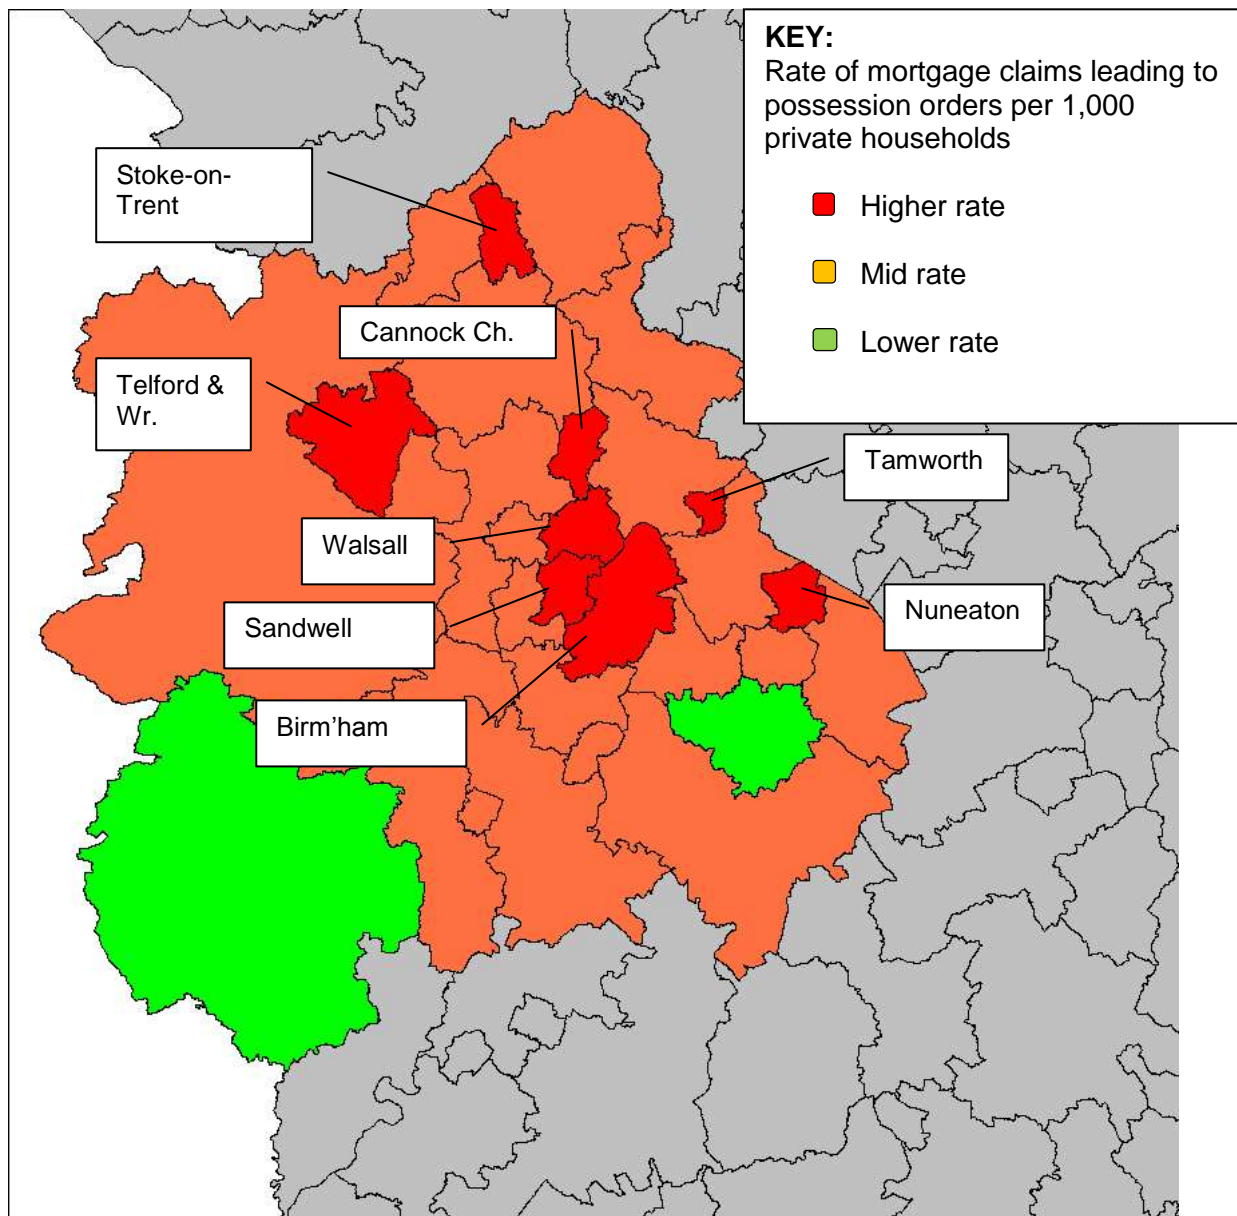 KEY:
Rate of mortgage claims leading to
possession orders per 1,000
private households
Higher rate
Mid rate
Lower rate
Stoke-on-
Trent
Cannock Ch.
Telford &
Wr.
Tamworth
Walsall
Nuneaton
Sandwell
Birm'ham